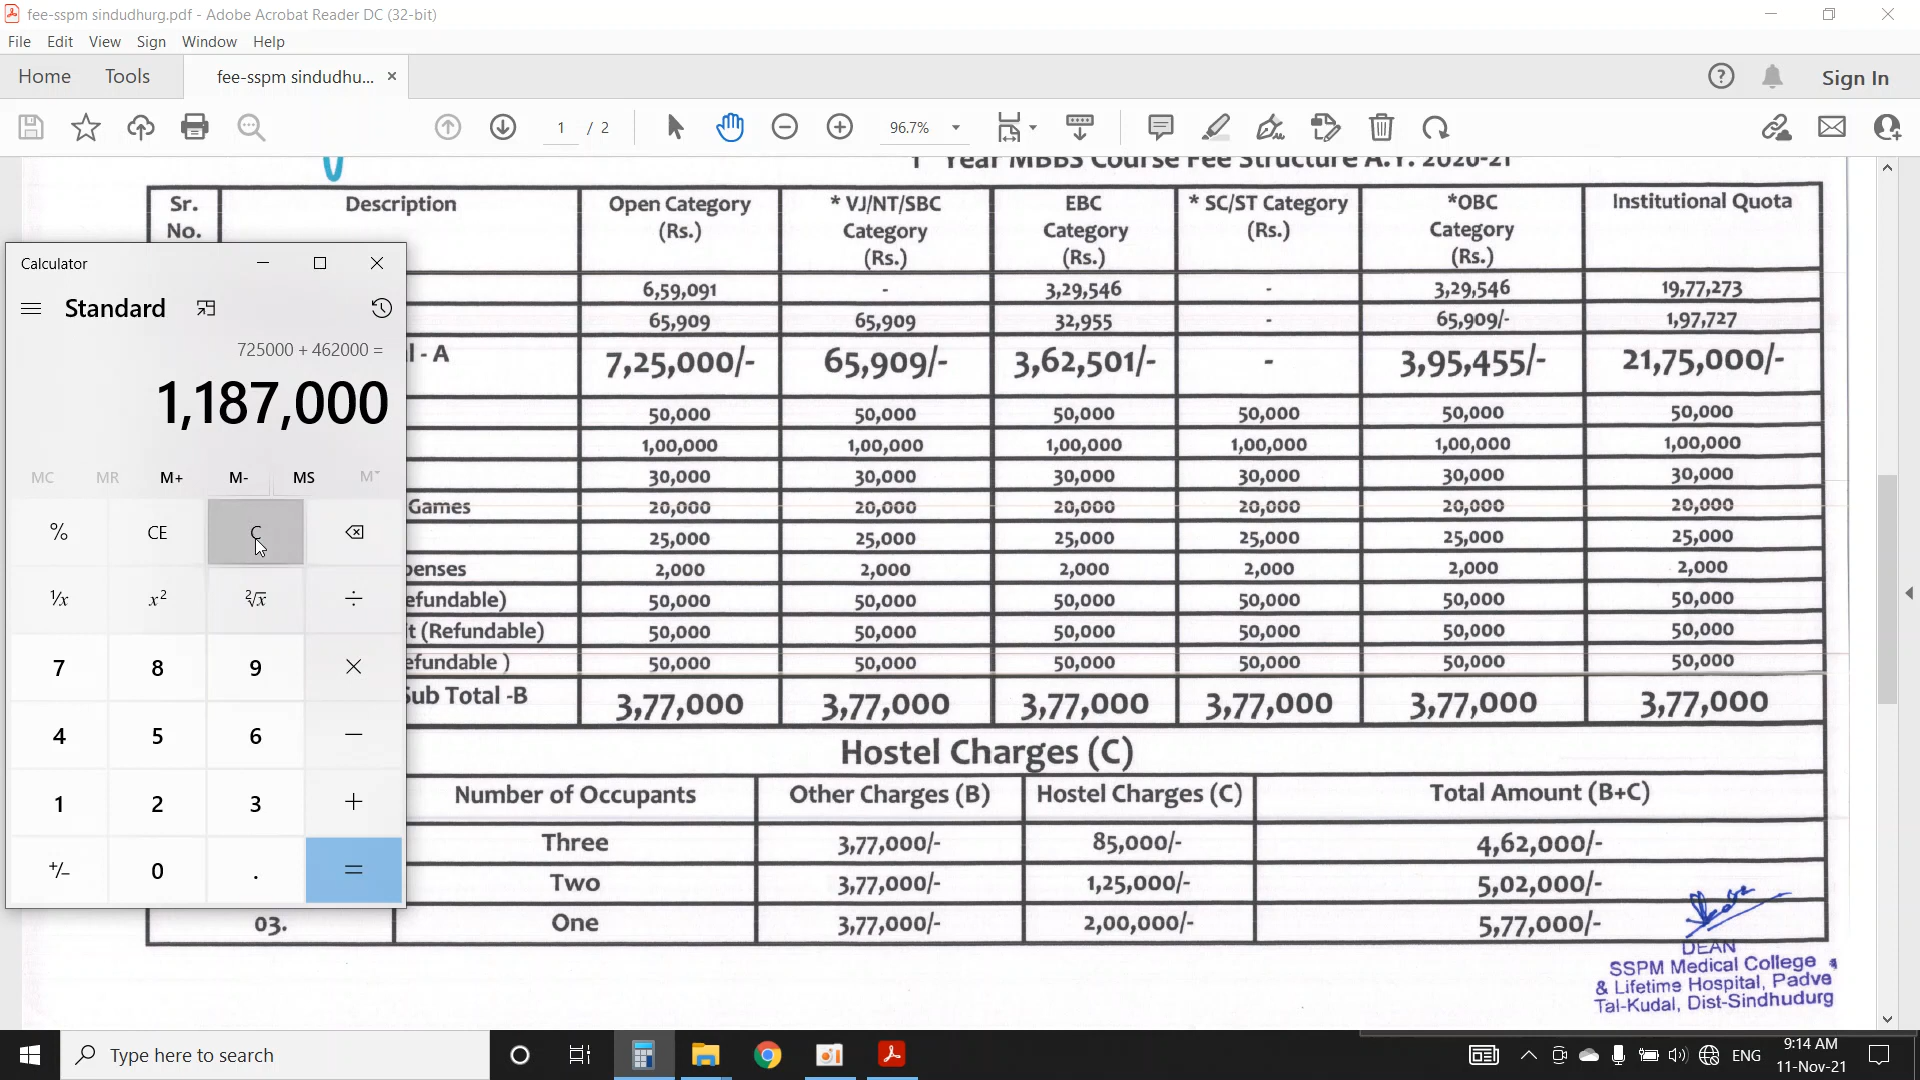 fee-sspm sindudhurg.pdf - Adobe Acrobat Reader DC (32-bit)
File Edit View Sign Window Help
Home Tools fee-sspm sindudhu... × Sign In
1 / 2 96.7%
1 Year MBBS Course Fee Structure A.Y. 2020-21
Sr. No. Description Open Category (Rs.) * VJ/NT/SBC Category (Rs.) EBC Category (Rs.) * SC/ST Category (Rs.) *OBC Category (Rs.) Institutional Quota
6,59,091 - 3,29,546 - 3,29,546 19,77,273
65,909 65,909 32,955 - 65,909/- 1,97,727
l - A 7,25,000/- 65,909/- 3,62,501/- - 3,95,455/- 21,75,000/-
50,000 50,000 50,000 50,000 50,000 50,000
1,00,000 1,00,000 1,00,000 1,00,000 1,00,000 1,00,000
30,000 30,000 30,000 30,000 30,000 30,000
Games 20,000 20,000 20,000 20,000 20,000 20,000
25,000 25,000 25,000 25,000 25,000 25,000
penses 2,000 2,000 2,000 2,000 2,000 2,000
efundable) 50,000 50,000 50,000 50,000 50,000 50,000
t (Refundable) 50,000 50,000 50,000 50,000 50,000 50,000
efundable ) 50,000 50,000 50,000 50,000 50,000 50,000
Sub Total -B 3,77,000 3,77,000 3,77,000 3,77,000 3,77,000 3,77,000
Hostel Charges (C)
Number of Occupants Other Charges (B) Hostel Charges (C) Total Amount (B+C)
Three 3,77,000/- 85,000/- 4,62,000/-
Two 3,77,000/- 1,25,000/- 5,02,000/-
03. One 3,77,000/- 2,00,000/- 5,77,000/-
DEAN
SSPM Medical College
& Lifetime Hospital, Padve
Tal-Kudal, Dist-Sindhudurg
Calculator
Standard
725000 + 462000 =
1,187,000
MC MR M+ M- MS M˅
% CE C
¹/x x² ²√x ÷
7 8 9 ×
4 5 6 −
1 2 3 +
+/− 0 . =
Type here to search
ENG
9:14 AM
11-Nov-21